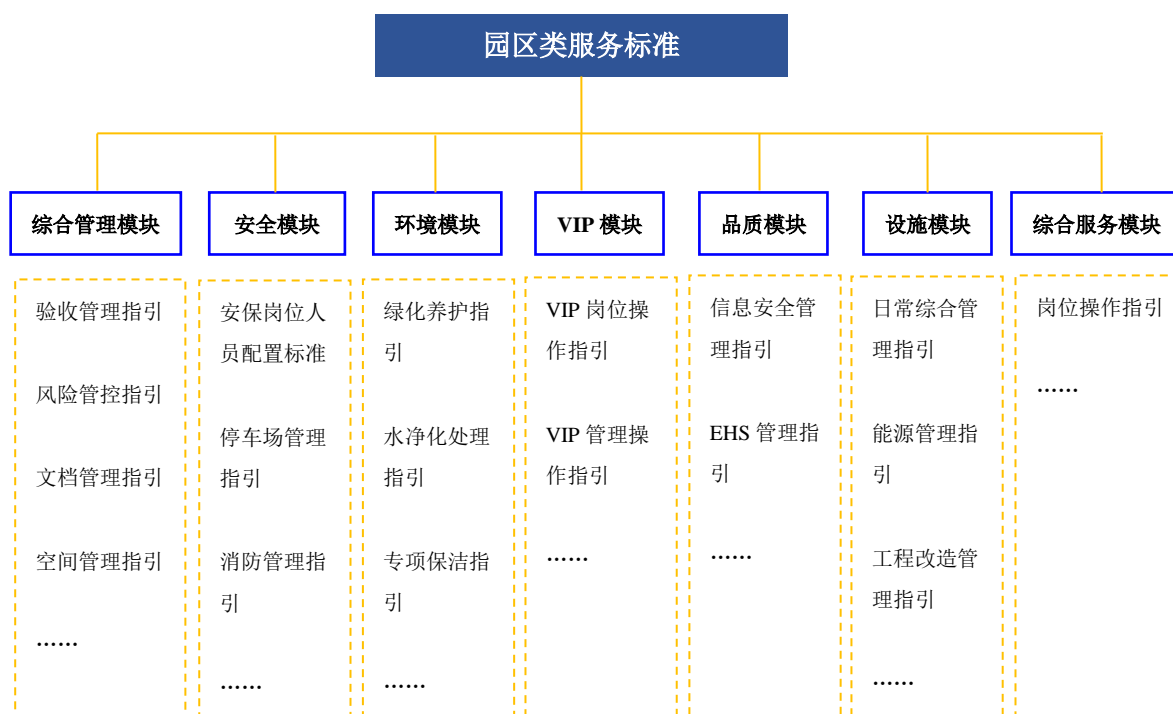 园区类服务标准
综合管理模块
安全模块
环境模块
VIP 模块
品质模块
设施模块
综合服务模块
验收管理指引
风险管控指引
文档管理指引
空间管理指引
……
安保岗位人
员配置标准
停车场管理
指引
消防管理指
引
……
绿化养护指
引
水净化处理
指引
专项保洁指
引
……
VIP 岗位操
作指引
VIP 管理操
作指引
……
信息安全管
理指引
EHS 管理指
引
……
日常综合管
理指引
能源管理指
引
工程改造管
理指引
……
岗位操作指引
……